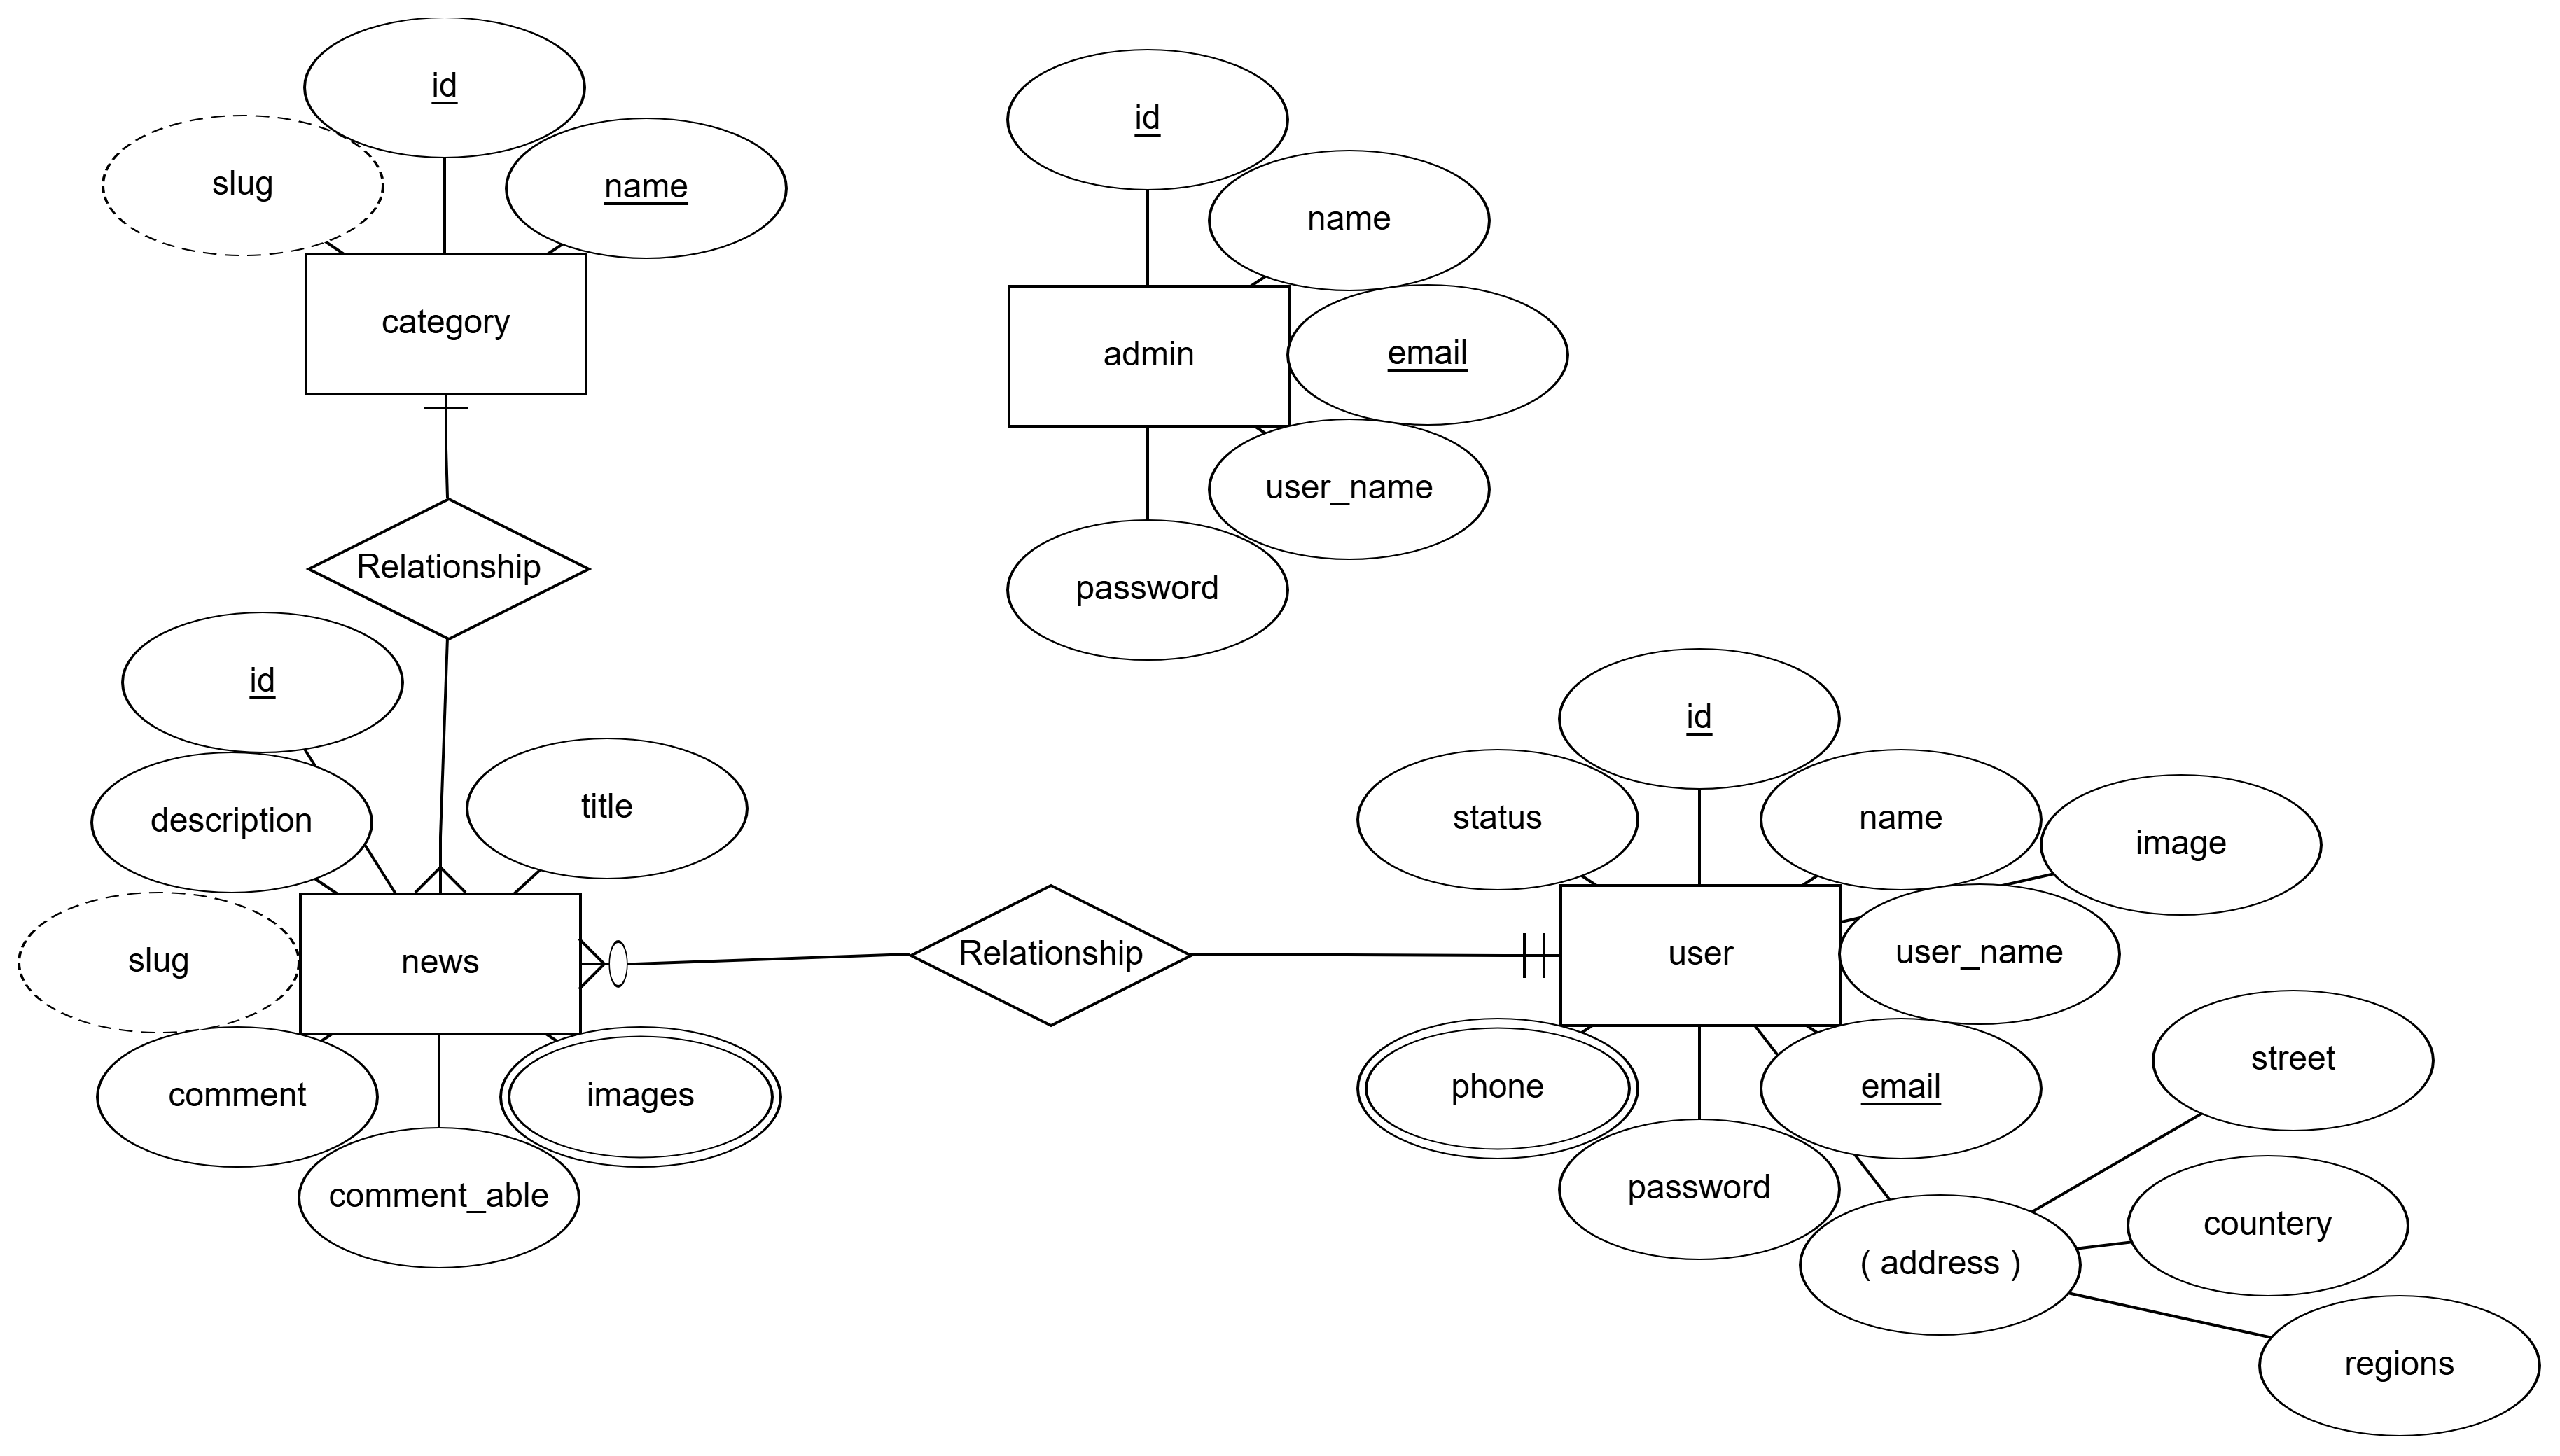 id
slug
name
category
Relationship
id
name
admin
email
user_name
password
id
description
title
slug
news
comment
images
comment_able
Relationship
id
status
name
image
user
user_name
phone
email
password
street
countery
( address )
regions